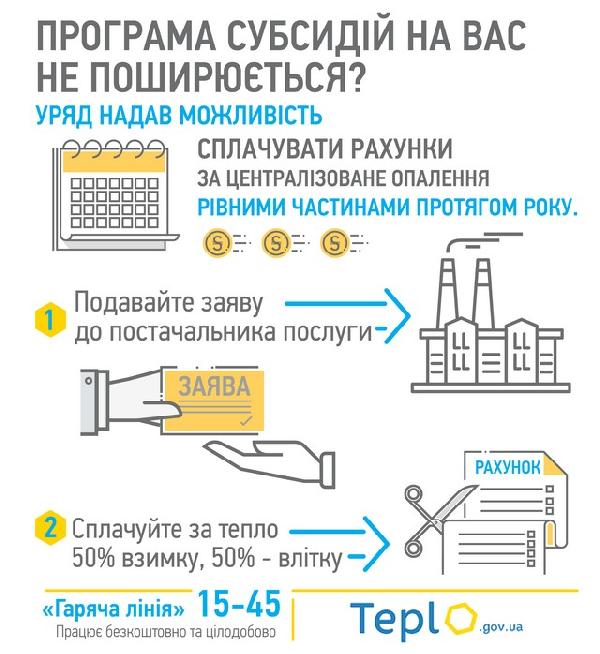 ПРОГРАМА СУБСИДІЙ НА ВАС
НЕ ПОШИРЮЄТЬСЯ?
УРЯД НАДАВ МОЖЛИВІСТЬ
СПЛАЧУВАТИ РАХУНКИ
ЗА ЦЕНТРАЛІЗОВАНЕ ОПАЛЕННЯ
РІВНИМИ ЧАСТИНАМИ ПРОТЯГОМ РОКУ.
1 Подавайте заяву
до постачальника послуги
ЗАЯВА
РАХУНОК
2 Сплачуйте за тепло
50% взимку, 50% - влітку
«Гаряча лінія» 15-45
Працює безкоштовно та цілодобово
Teplo.gov.ua